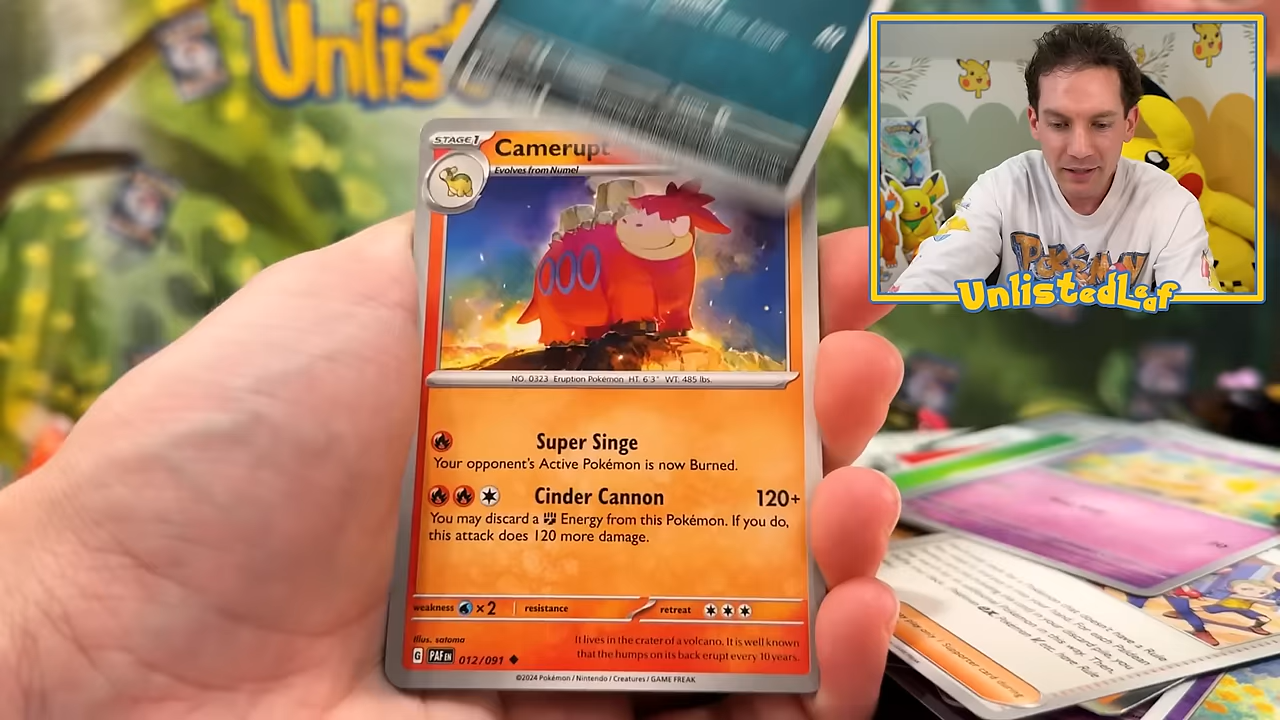 Unlis
STAGE 1
Camerupt
Evolves from Numel
NO. 0323 Eruption Pokémon HT: 6'3" WT: 485 lbs.
Super Singe
Your opponent's Active Pokémon is now Burned.
Cinder Cannon 120+
You may discard a Energy from this Pokémon. If you do,
this attack does 120 more damage.
weakness ×2 resistance retreat
Illus. satoma
It lives in the crater of a volcano. It is well known
that the humps on its back erupt every 10 years.
G PAF EN 012/091
©2024 Pokémon / Nintendo / Creatures / GAME FREAK
POKéMON
UnlistedLeaf